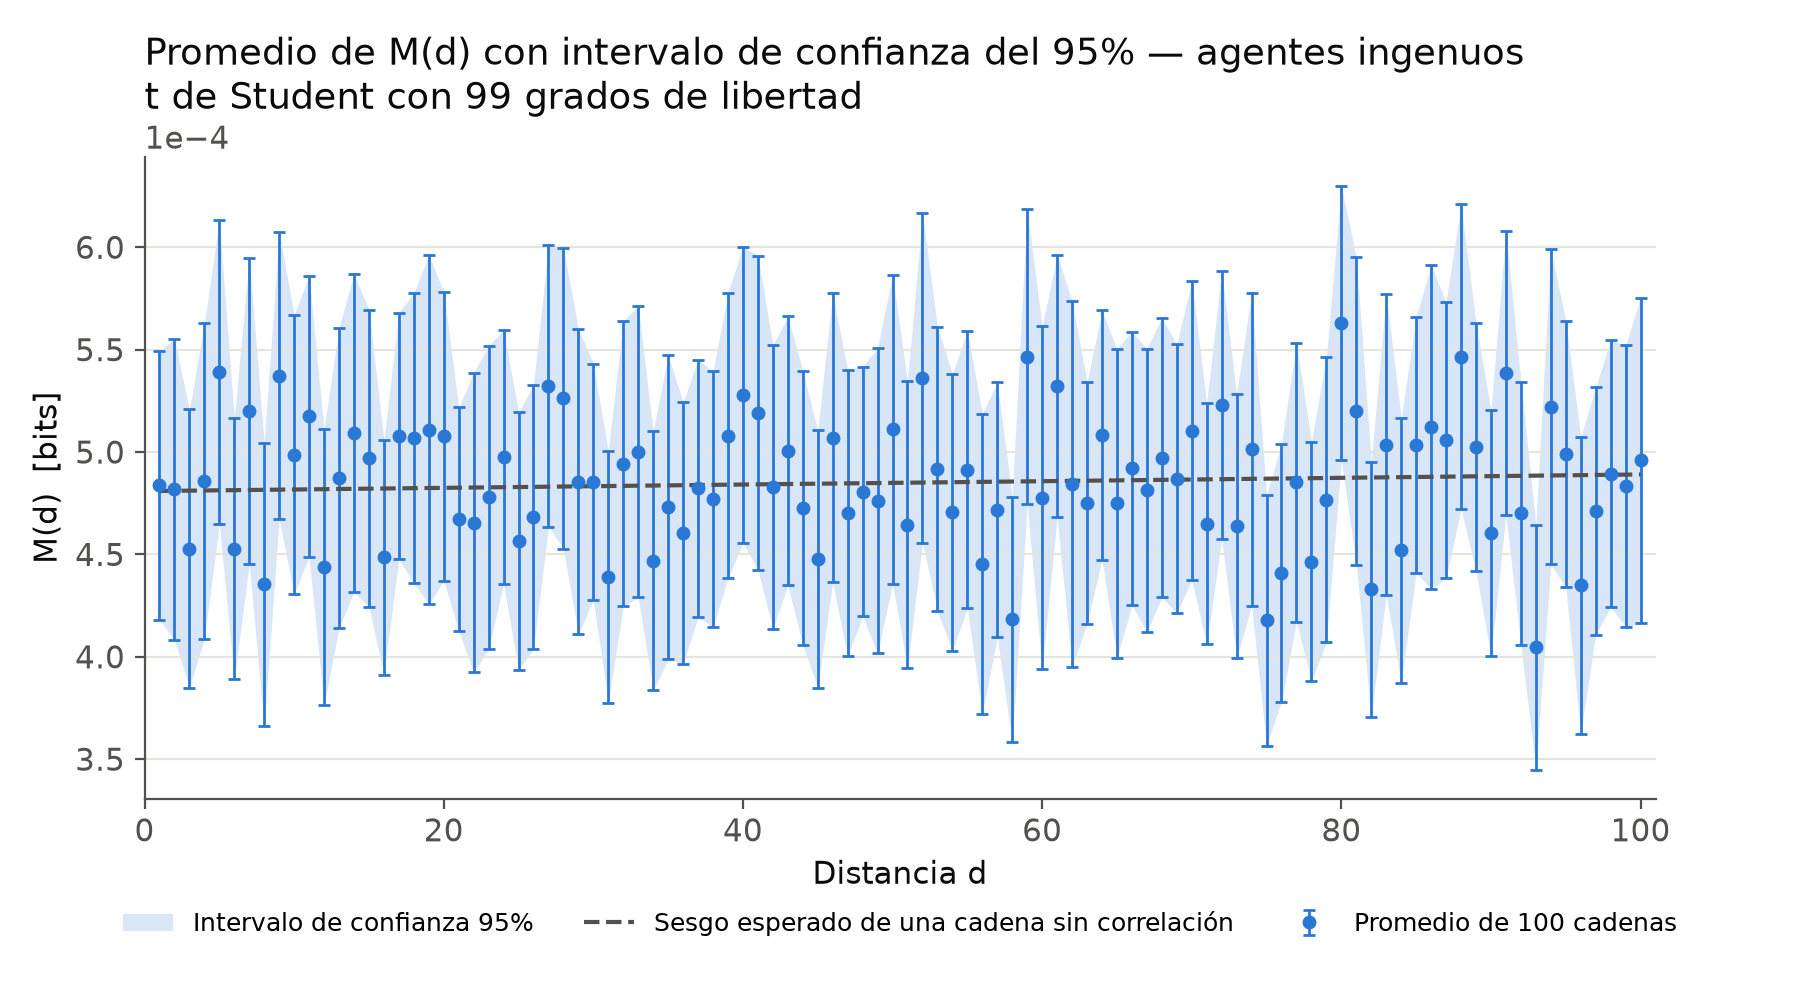 Promedio de M(d) con intervalo de confianza del 95% — agentes ingenuos
t de Student con 99 grados de libertad
1e−4
6.0
5.5
5.0
4.5
4.0
3.5
M(d) [bits]
0 20 40 60 80 100
Distancia d
Intervalo de confianza 95% Sesgo esperado de una cadena sin correlación Promedio de 100 cadenas